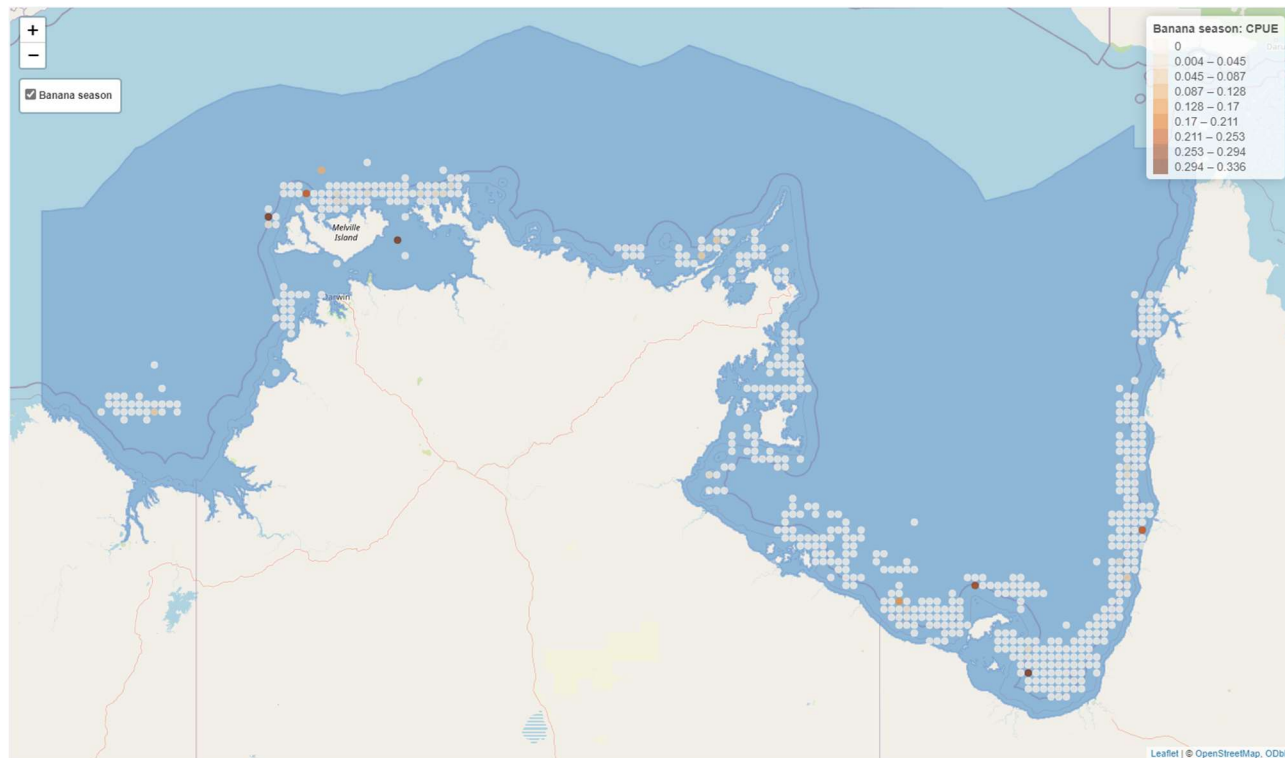 +
−
Banana season
Banana season: CPUE
0
0.004 – 0.045
0.045 – 0.087
0.087 – 0.128
0.128 – 0.17
0.17 – 0.211
0.211 – 0.253
0.253 – 0.294
0.294 – 0.336
Melville
Island
Darwin
Leaflet | © OpenStreetMap, ODbl